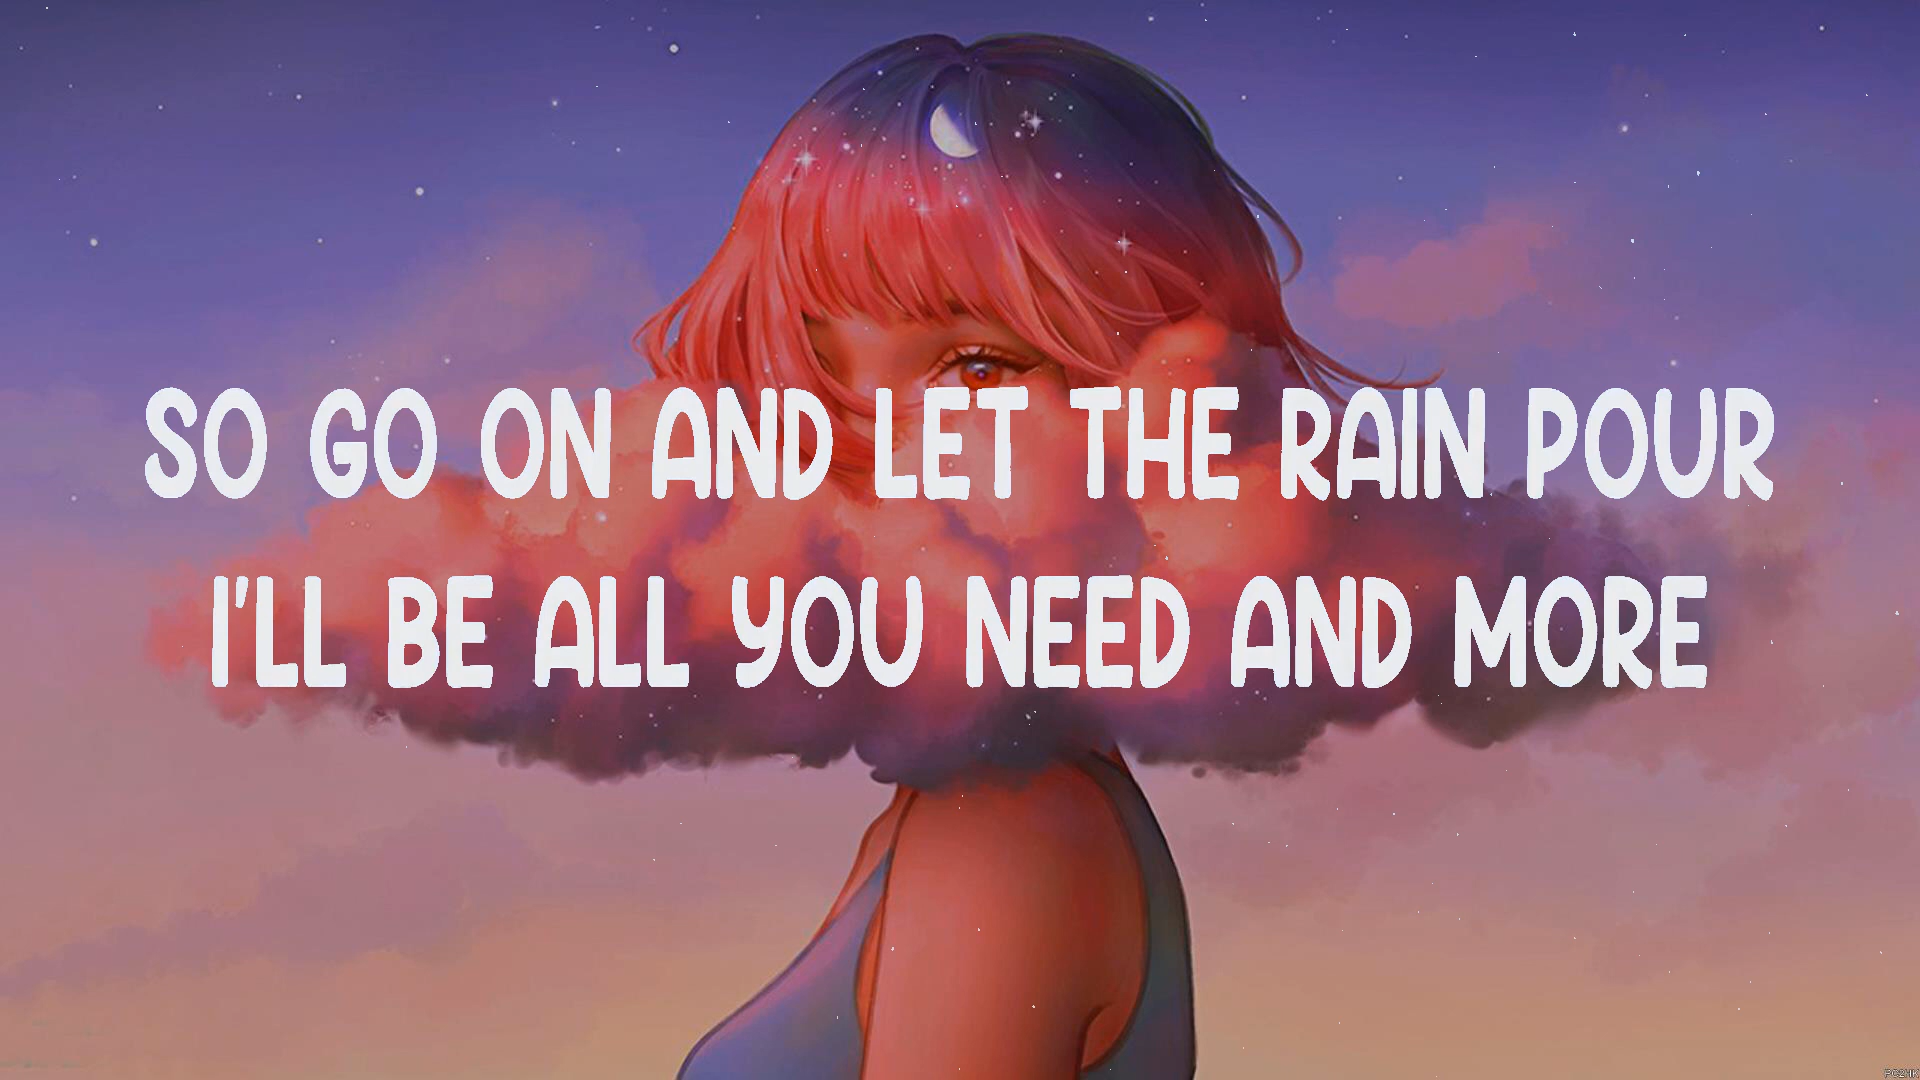 SO GO ON AND LET THE RAIN POUR
I'LL BE ALL YOU NEED AND MORE